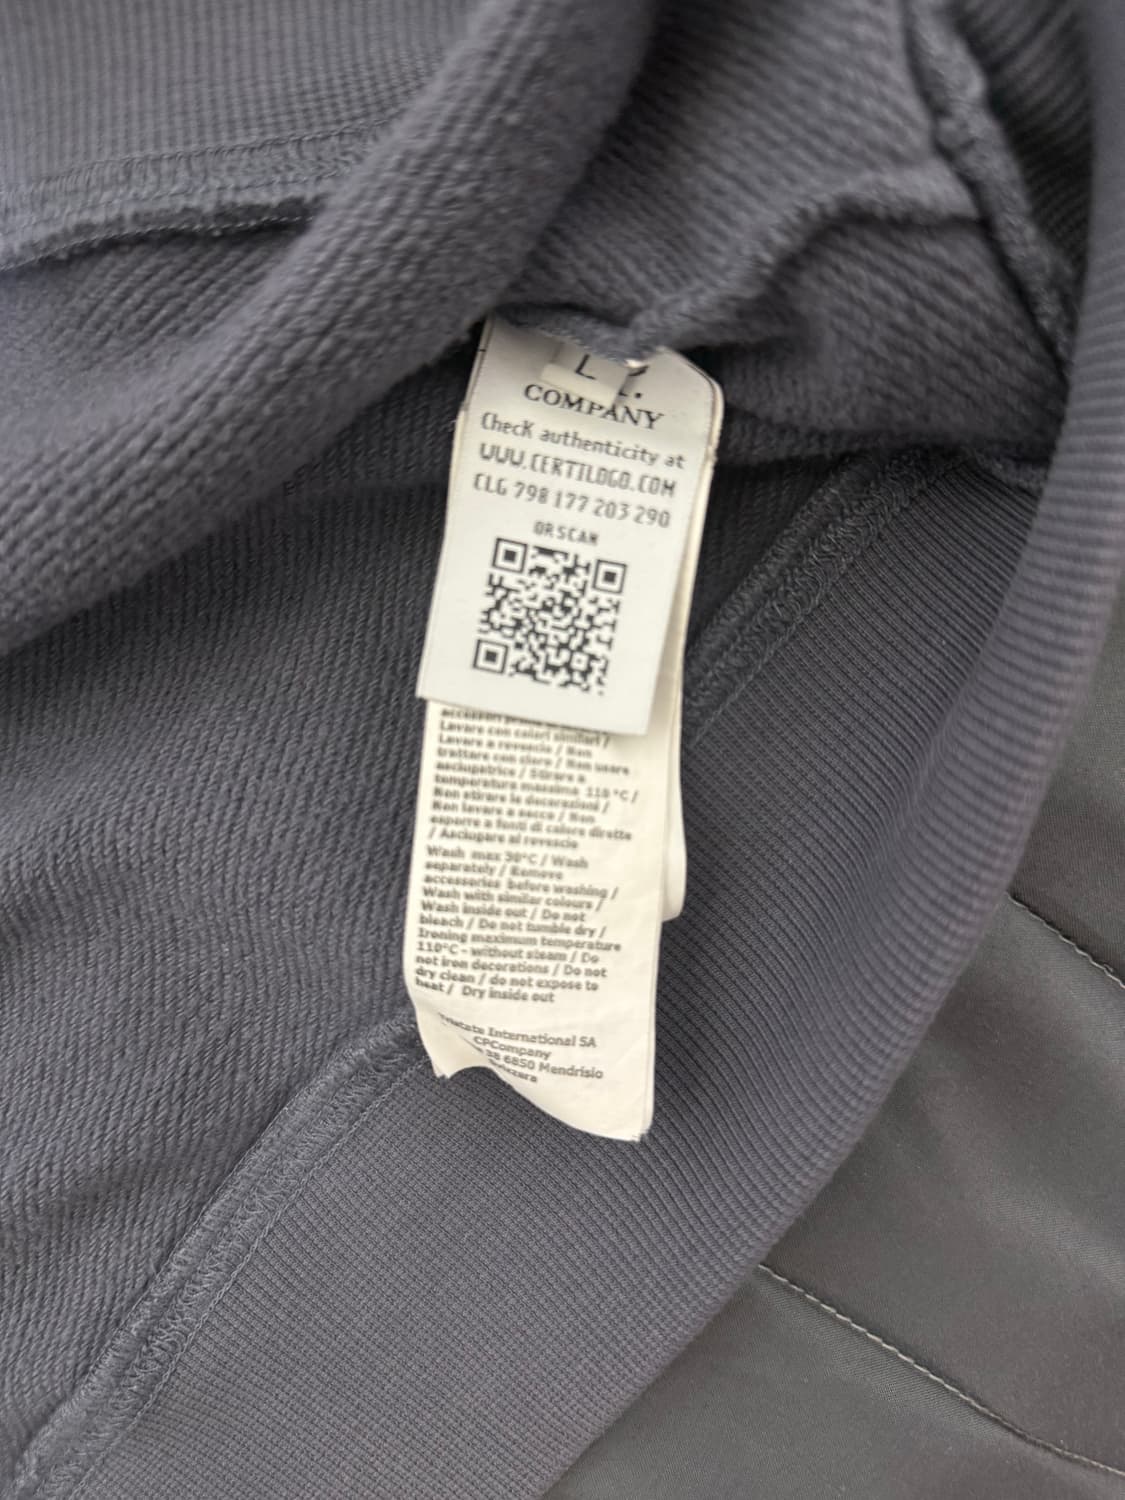 COMPANY
Check authenticity at
WWW.CERTILOGO.COM
CLG 798 177 203 290
OR SCAN
Lavare con colori simili /
Lavare a rovescio / Non
trattare con cloro / Non usare
asciugatrice / Stirare a
temperatura massima 110 °C /
Non stirare le decorazioni /
Non lavare a secco / Non
esporre a fonti di calore dirette
/ Asciugare al rovescio
Wash max 30°C / Wash
separately / Remove
accessories before washing /
Wash with similar colours /
Wash inside out / Do not
bleach / Do not tumble dry /
Ironing maximum temperature
110°C - without steam / Do
not iron decorations / Do not
dry clean / do not expose to
heat / Dry inside out
International SA
CPCompany
38 6850 Mendrisio